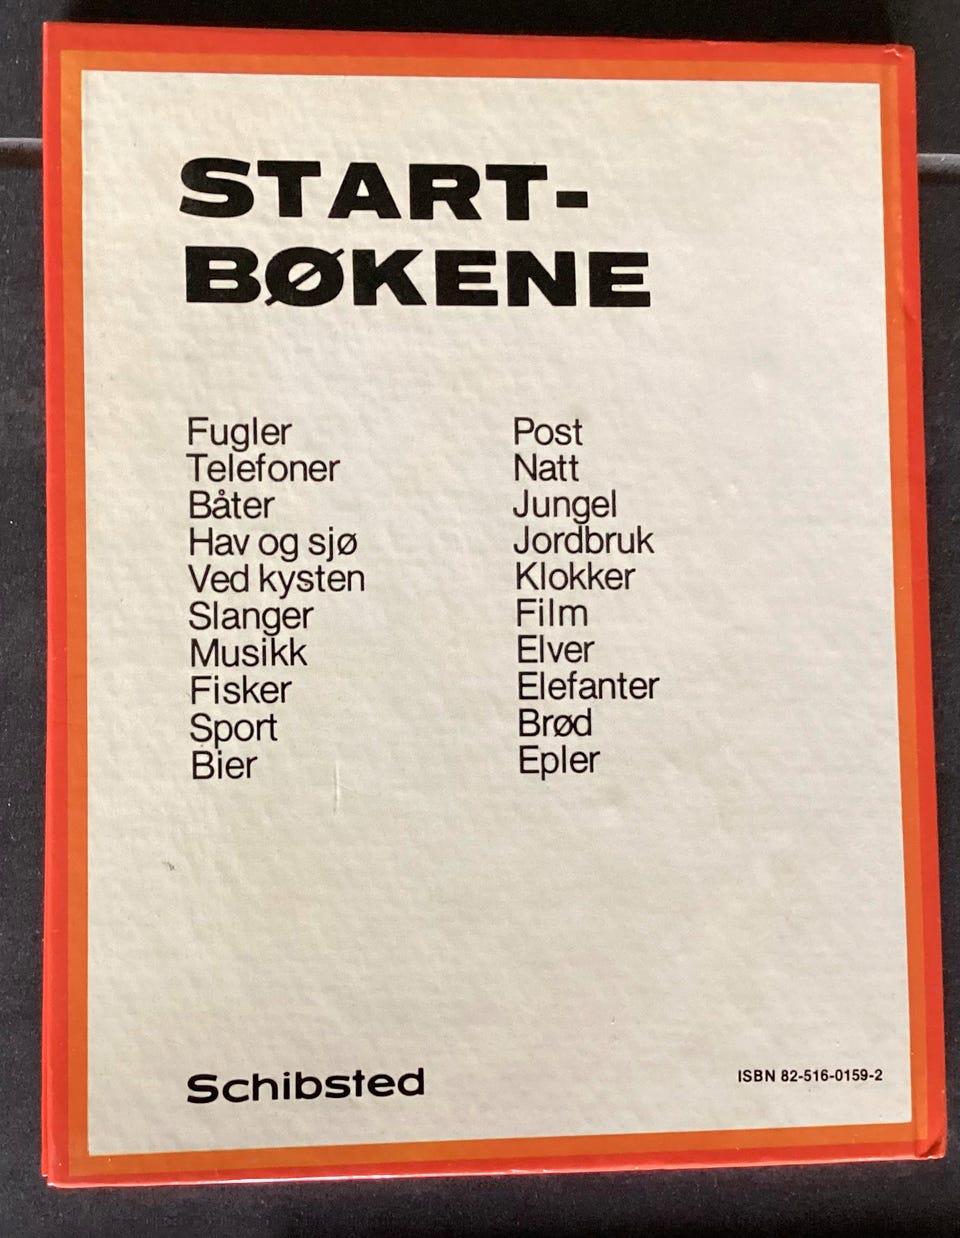 START-
BØKENE
Fugler
Telefoner
Båter
Hav og sjø
Ved kysten
Slanger
Musikk
Fisker
Sport
Bier
Post
Natt
Jungel
Jordbruk
Klokker
Film
Elver
Elefanter
Brød
Epler
Schibsted
ISBN 82-516-0159-2